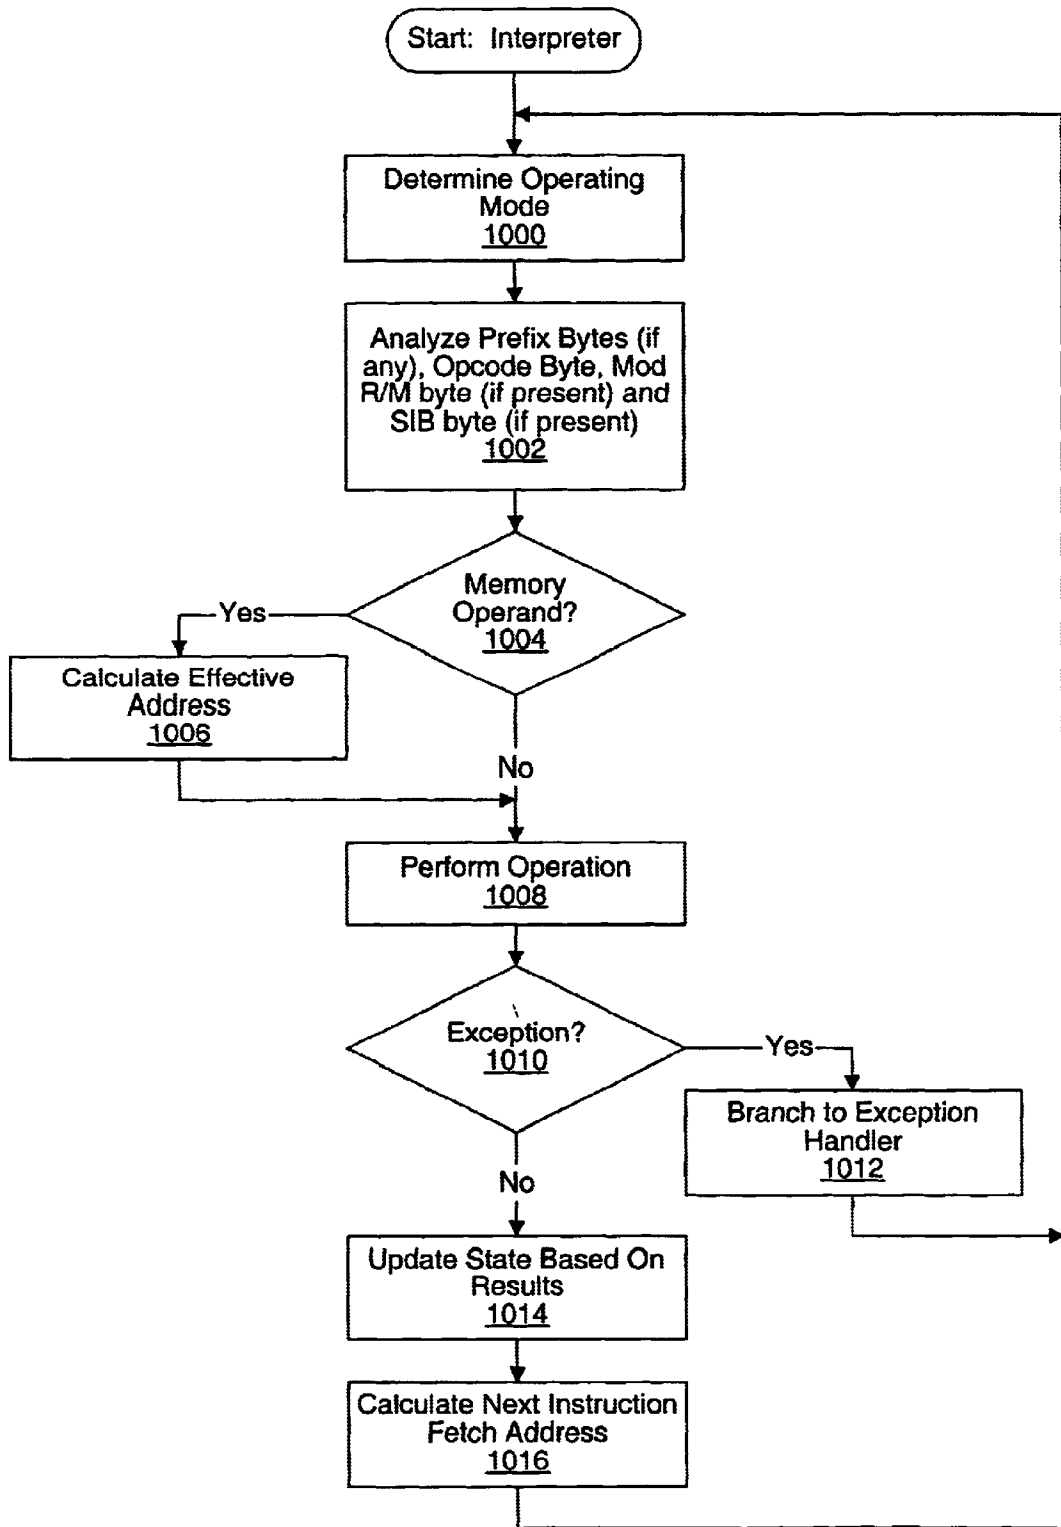 Start: Interpreter
Determine Operating
Mode
1000
Analyze Prefix Bytes (if
any), Opcode Byte, Mod
R/M byte (if present) and
SIB byte (if present)
1002
Memory
Operand?
1004
Yes
Calculate Effective
Address
1006
No
Perform Operation
1008
Exception?
1010
Yes
Branch to Exception
Handler
1012
No
Update State Based On
Results
1014
Calculate Next Instruction
Fetch Address
1016